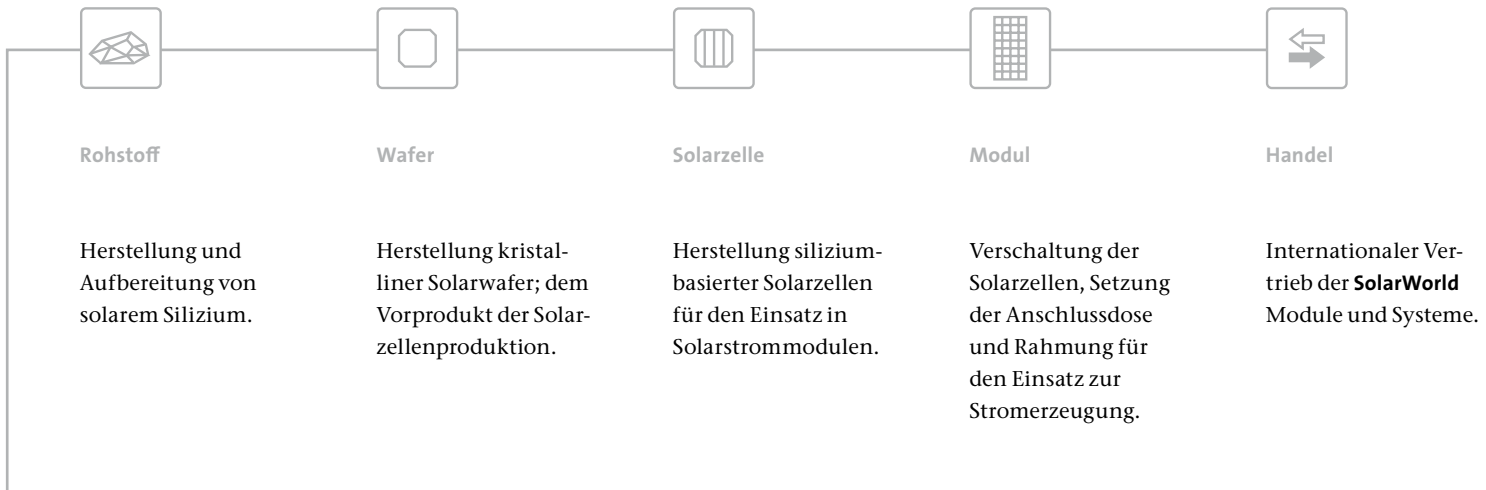 Rohstoff
Herstellung und
Aufbereitung von
solarem Silizium.
Wafer
Herstellung kristal-
liner Solarwafer; dem
Vorprodukt der Solar-
zellenproduktion.
Solarzelle
Herstellung silizium-
basierter Solarzellen
für den Einsatz in
Solarstrommodulen.
Modul
Verschaltung der
Solarzellen, Setzung
der Anschlussdose
und Rahmung für
den Einsatz zur
Stromerzeugung.
Handel
Internationaler Ver-
trieb der SolarWorld
Module und Systeme.